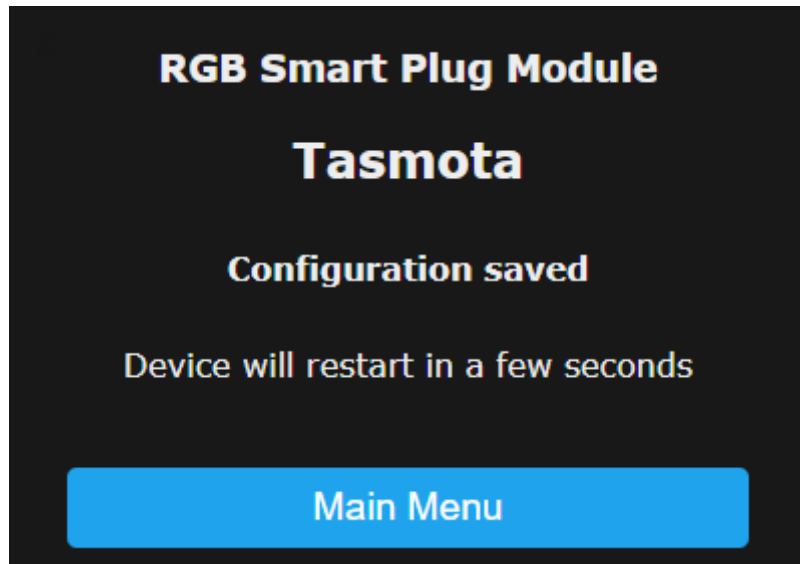 RGB Smart Plug Module
Tasmota
Configuration saved
Device will restart in a few seconds
Main Menu